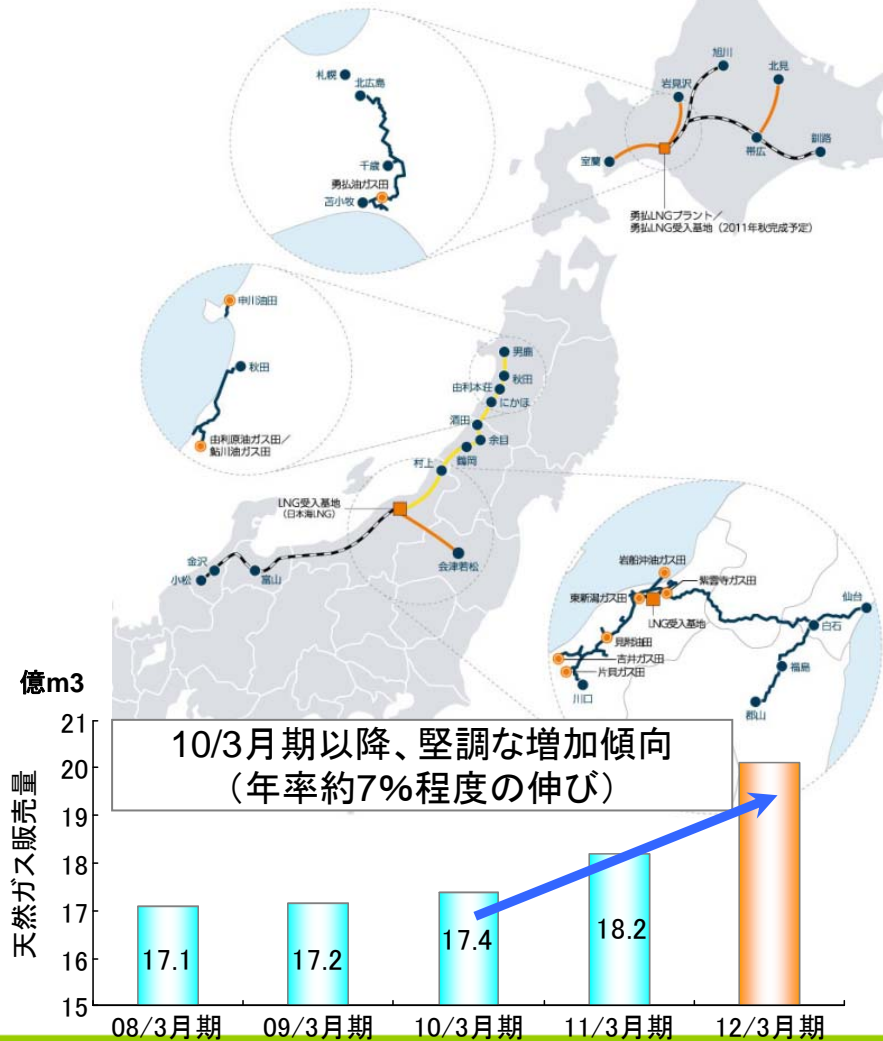 旭川
北見
岩見沢
室蘭
帯広
釧路
勇払LNGプラント／
勇払LNG受入基地（2011年秋完成予定）
札幌
北広島
千歳
勇払油ガス田
苫小牧
申川油田
秋田
由利原油ガス田／
鮎川油ガス田
男鹿
秋田
由利本荘
にかほ
酒田
余目
鶴岡
村上
LNG受入基地
（日本海LNG）
会津若松
金沢
小松
富山
岩船沖油ガス田
紫雲寺ガス田
東新潟ガス田
LNG受入基地
仙台
白石
見附油田
吉井ガス田
片貝ガス田
川口
福島
郡山
億m3
天然ガス販売量
21
20
19
18
17
16
15
10/3月期以降、堅調な増加傾向
（年率約7%程度の伸び）
17.1
17.2
17.4
18.2
08/3月期
09/3月期
10/3月期
11/3月期
12/3月期